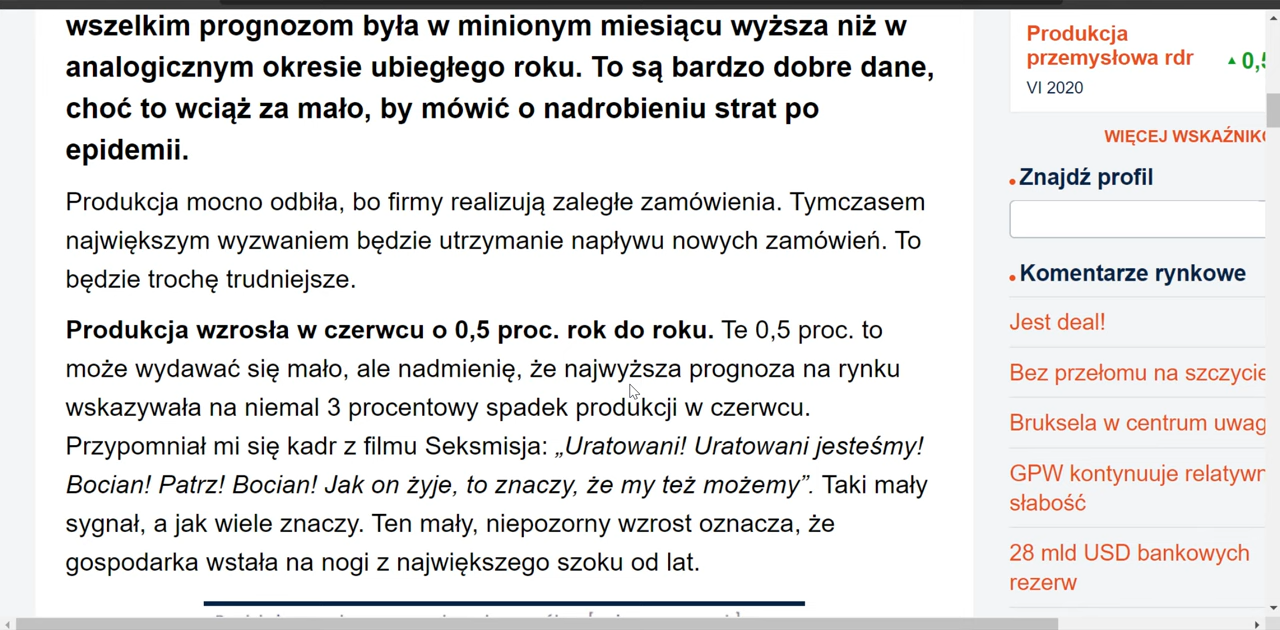 wszelkim prognozom była w minionym miesiącu wyższa niż w
analogicznym okresie ubiegłego roku. To są bardzo dobre dane,
choć to wciąż za mało, by mówić o nadrobieniu strat po
epidemii.
Produkcja mocno odbiła, bo firmy realizują zaległe zamówienia. Tymczasem
największym wyzwaniem będzie utrzymanie napływu nowych zamówień. To
będzie trochę trudniejsze.
Produkcja wzrosła w czerwcu o 0,5 proc. rok do roku. Te 0,5 proc. to
może wydawać się mało, ale nadmienię, że najwyższa prognoza na rynku
wskazywała na niemal 3 procentowy spadek produkcji w czerwcu.
Przypomniał mi się kadr z filmu Seksmisja: „Uratowani! Uratowani jesteśmy!
Bocian! Patrz! Bocian! Jak on żyje, to znaczy, że my też możemy”. Taki mały
sygnał, a jak wiele znaczy. Ten mały, niepozorny wzrost oznacza, że
gospodarka wstała na nogi z największego szoku od lat.
Produkcja
przemysłowa rdr
▲ 0,5
VI 2020
WIĘCEJ
Znajdź profil
Komentarze rynkowe
Jest deal!
Bez przełomu na szczycie
Bruksela w centrum uwag
GPW kontynuuje
słabość
28 mld USD bankowych
rezerw